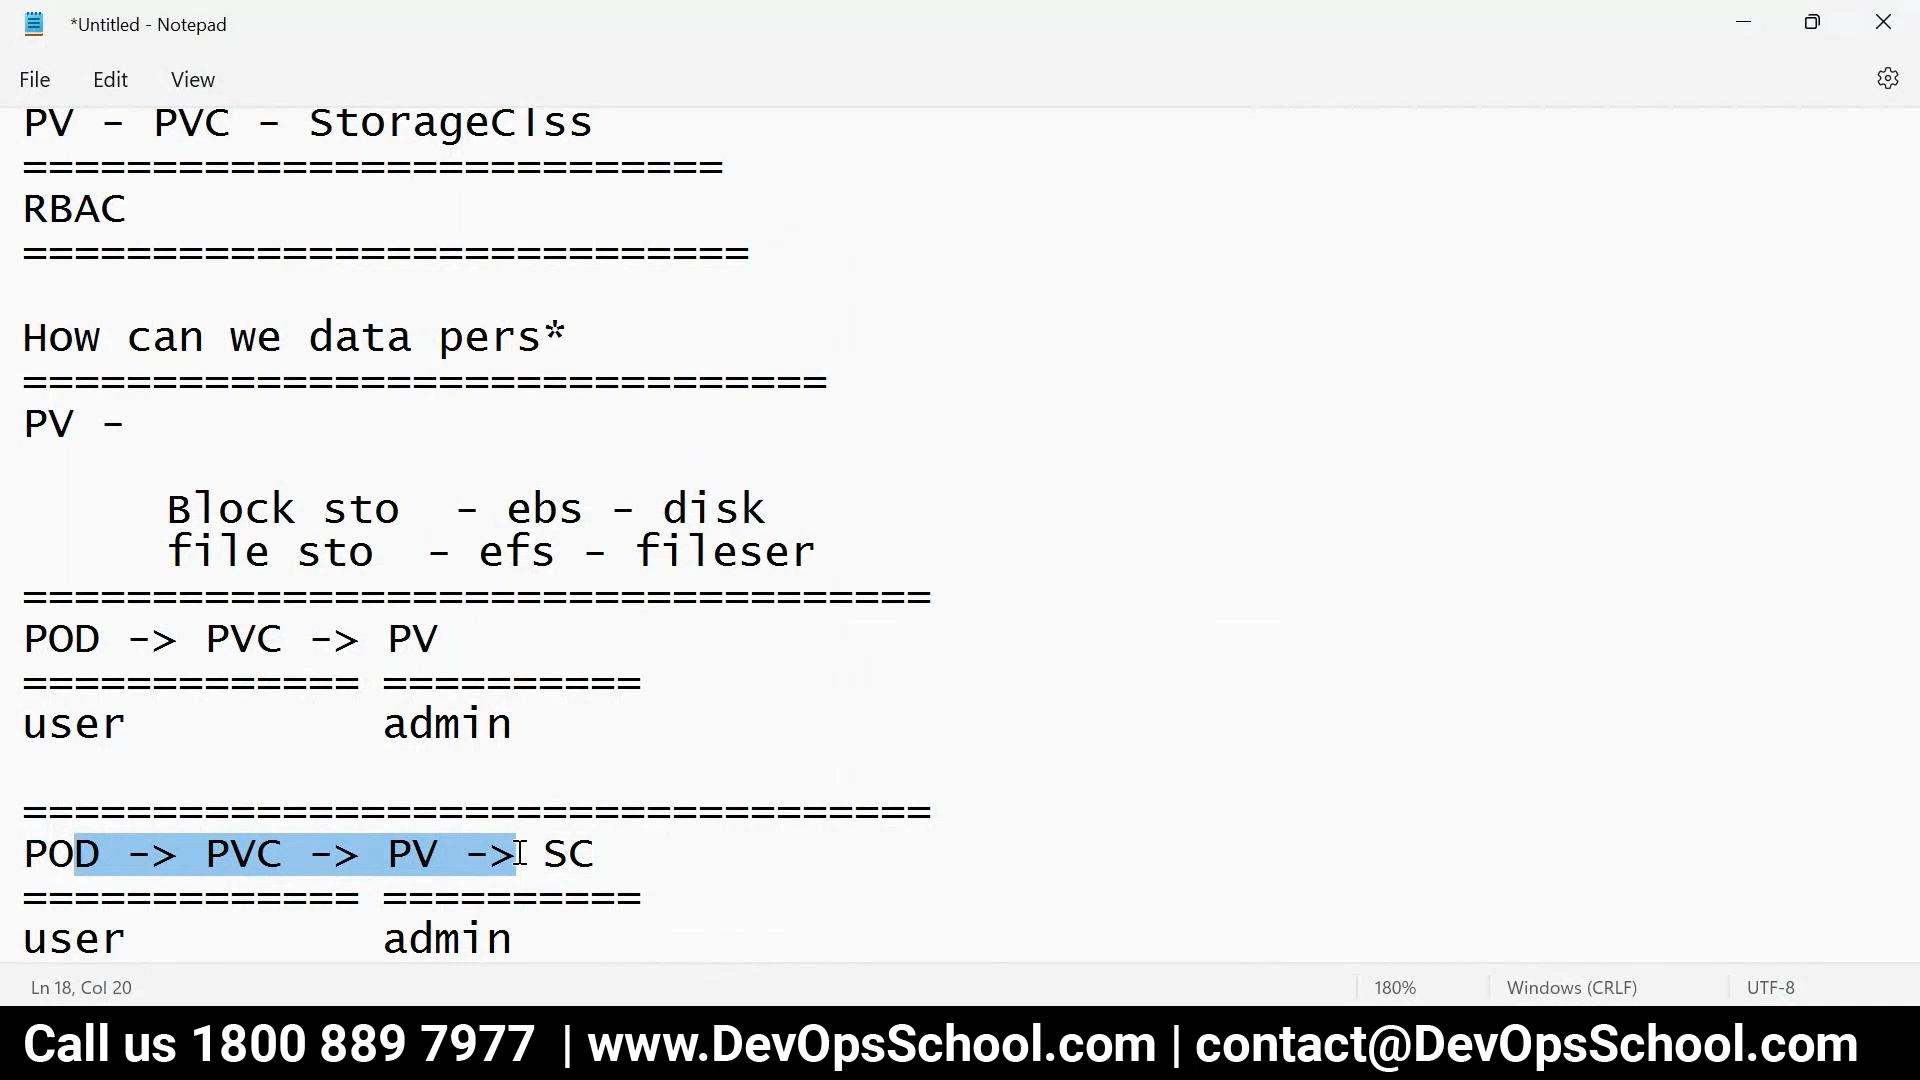 *Untitled - Notepad
File Edit View
PV - PVC - StorageClss
===========================
RBAC
============================
How can we data pers*
===============================
PV -
Block sto - ebs - disk
file sto - efs - fileser
===================================
POD -> PVC -> PV
============= ==========
user admin
===================================
POD -> PVC -> PV -> SC
============= ==========
user admin
Ln 18, Col 20 180% Windows (CRLF) UTF-8
Call us 1800 889 7977 | www.DevOpsSchool.com | contact@DevOpsSchool.com